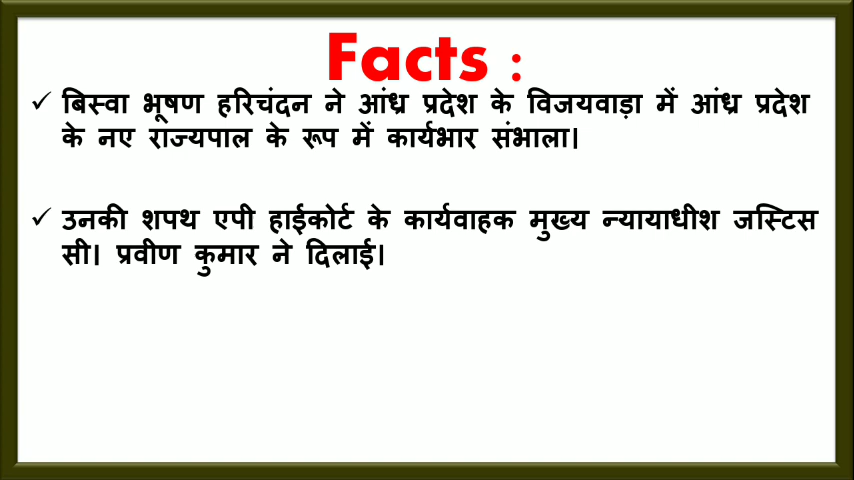 Facts :
✓ बिस्वा भूषण हरिचंदन ने आंध्र प्रदेश के विजयवाड़ा में आंध्र प्रदेश
के नए राज्यपाल के रूप में कार्यभार संभाला।
✓ उनकी शपथ एपी हाईकोर्ट के कार्यवाहक मुख्य न्यायाधीश जस्टिस
सी। प्रवीण कुमार ने दिलाई।